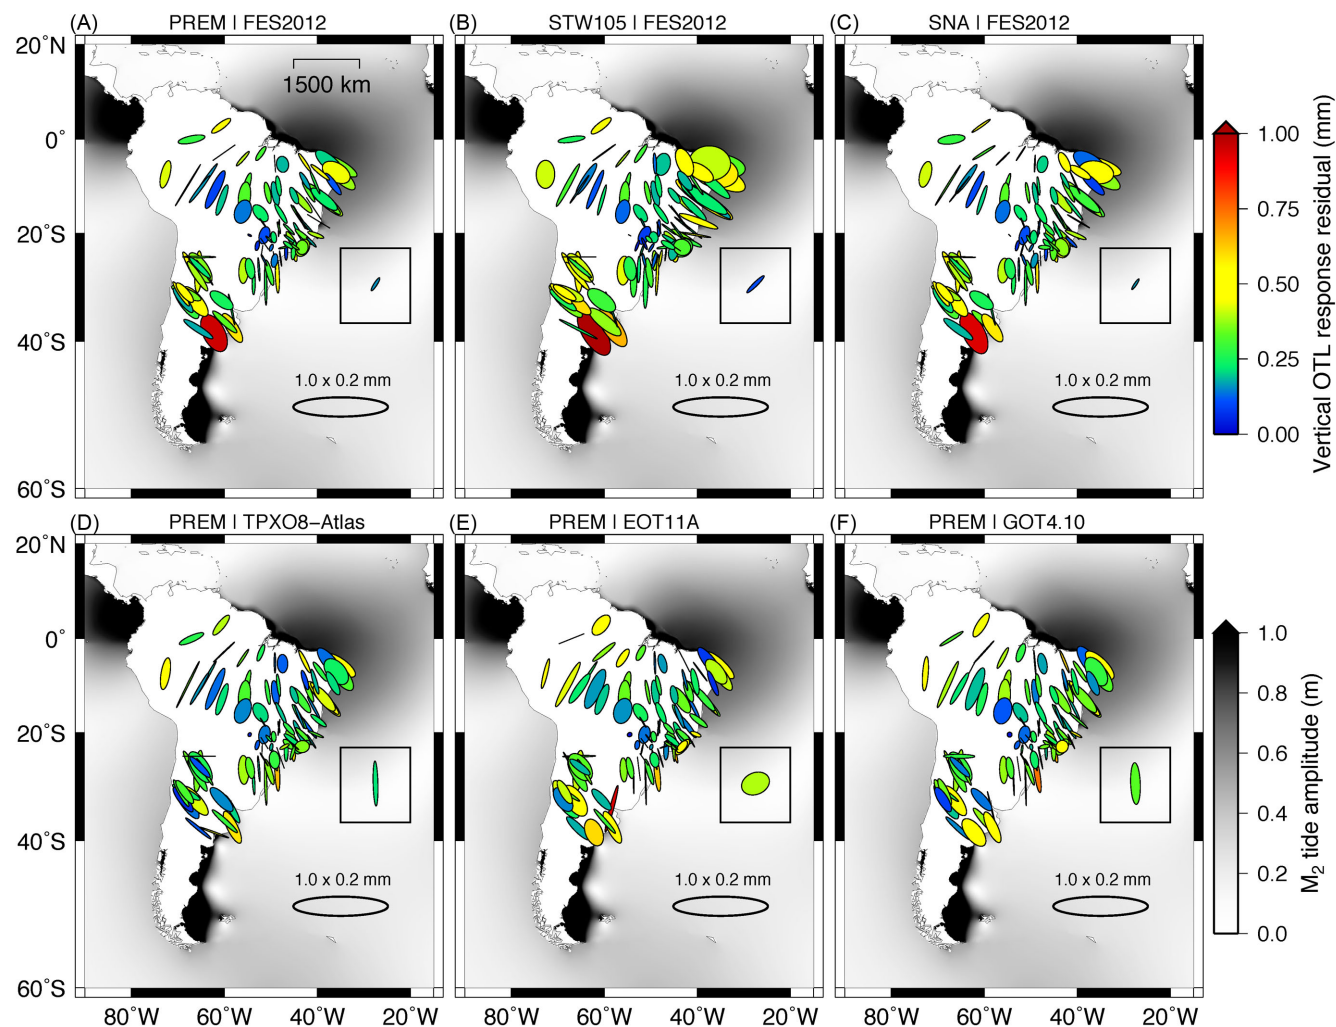 (A) PREM | FES2012
(B) STW105 | FES2012
(C) SNA | FES2012
20˚N
0˚
20˚S
40˚S
60˚S
1500 km
1.0 x 0.2 mm
1.0 x 0.2 mm
1.0 x 0.2 mm
1.00
0.75
0.50
0.25
0.00
Vertical OTL response residual (mm)
(D) PREM | TPXO8−Atlas
(E) PREM | EOT11A
(F) PREM | GOT4.10
20˚N
0˚
20˚S
40˚S
60˚S
1.0 x 0.2 mm
1.0 x 0.2 mm
1.0 x 0.2 mm
80˚W 60˚W 40˚W 20˚W
80˚W 60˚W 40˚W 20˚W
80˚W 60˚W 40˚W 20˚W
1.0
0.8
0.6
0.4
0.2
0.0
M2 tide amplitude (m)